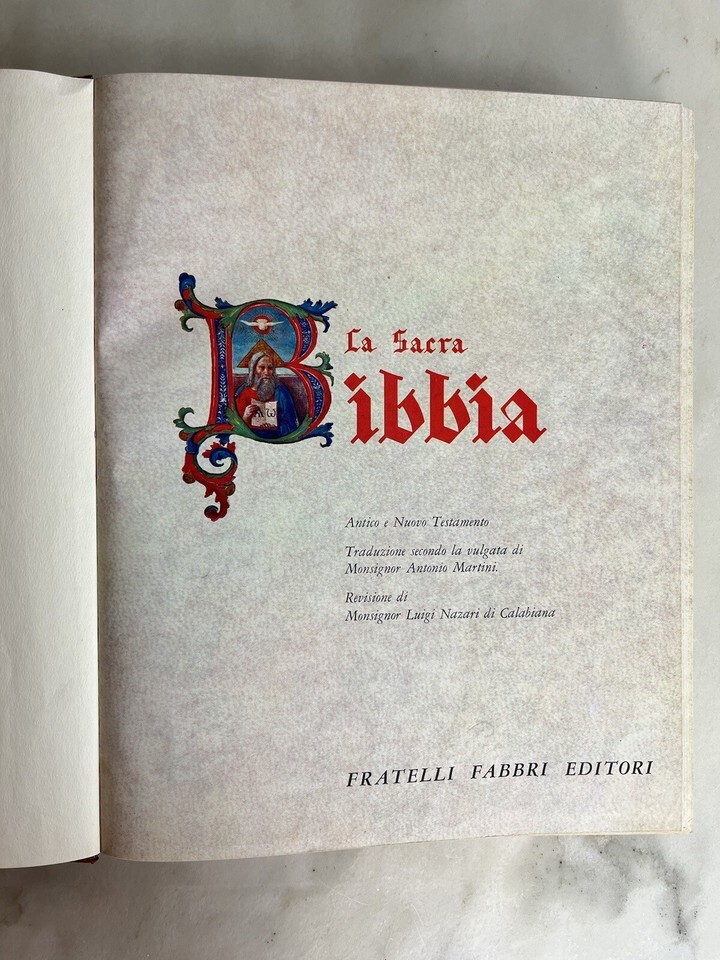 La Sacra
Bibbia
A ω
Antico e Nuovo Testamento
Traduzione secondo la vulgata di
Monsignor Antonio Martini.
Revisione di
Monsignor Luigi Nazari di Calabiana
FRATELLI FABBRI EDITORI